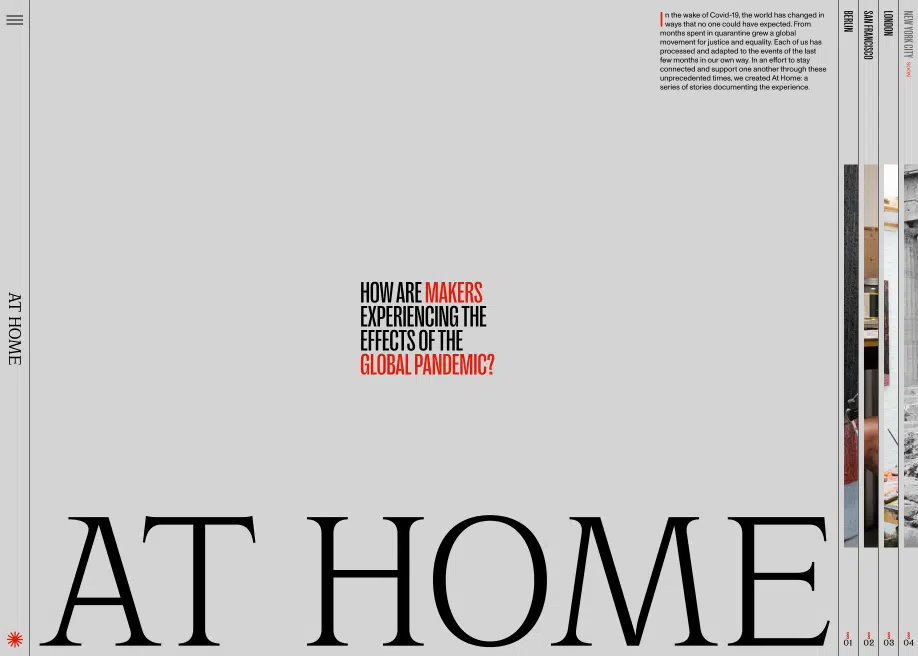 In the wake of Covid-19, the world has changed in
ways that no one could have expected. From
months spent in quarantine grew a global
movement for justice and equality. Each of us has
processed and adapted to the events of the last
few months in our own way. In an effort to stay
connected and support one another through these
unprecedented times, we created At Home: a
series of stories documenting the experience.
BERLIN
SAN FRANCISCO
LONDON
NEW YORK CITY SOON
AT HOME
HOW ARE MAKERS
EXPERIENCING THE
EFFECTS OF THE
GLOBAL PANDEMIC?
AT HOME
01
02
03
04